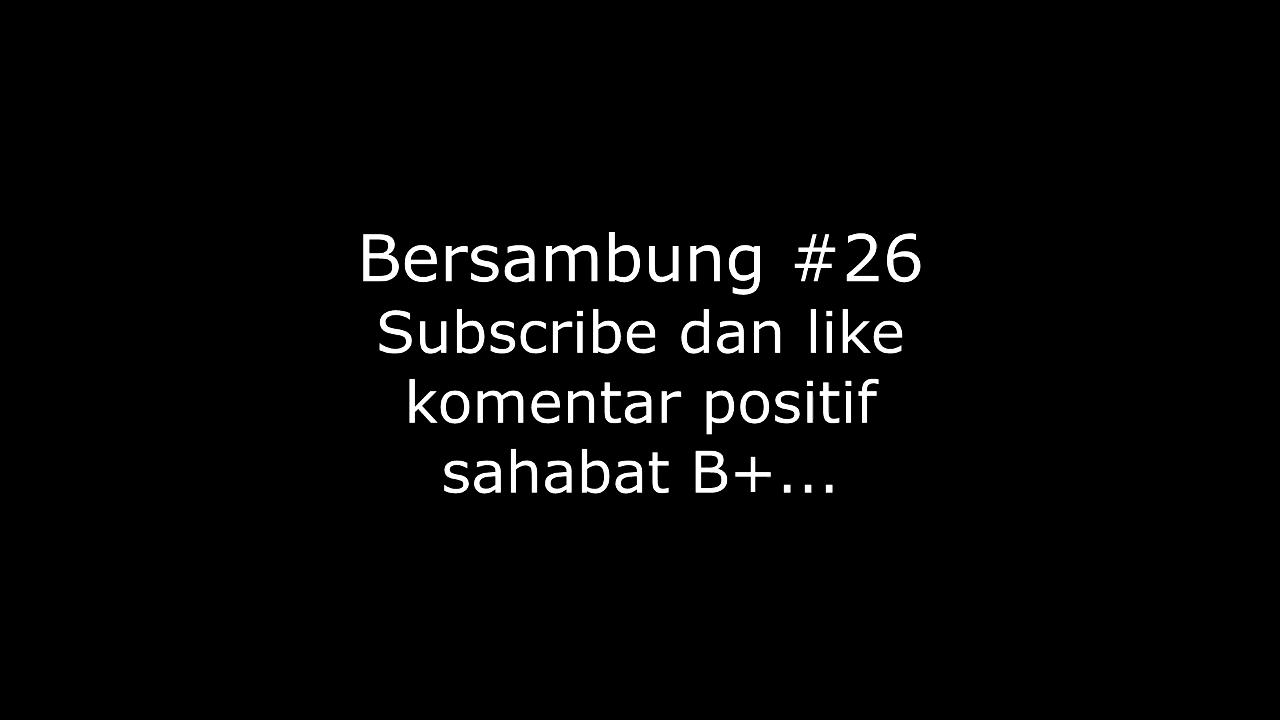 Bersambung #26
Subscribe dan like
komentar positif
sahabat B+...